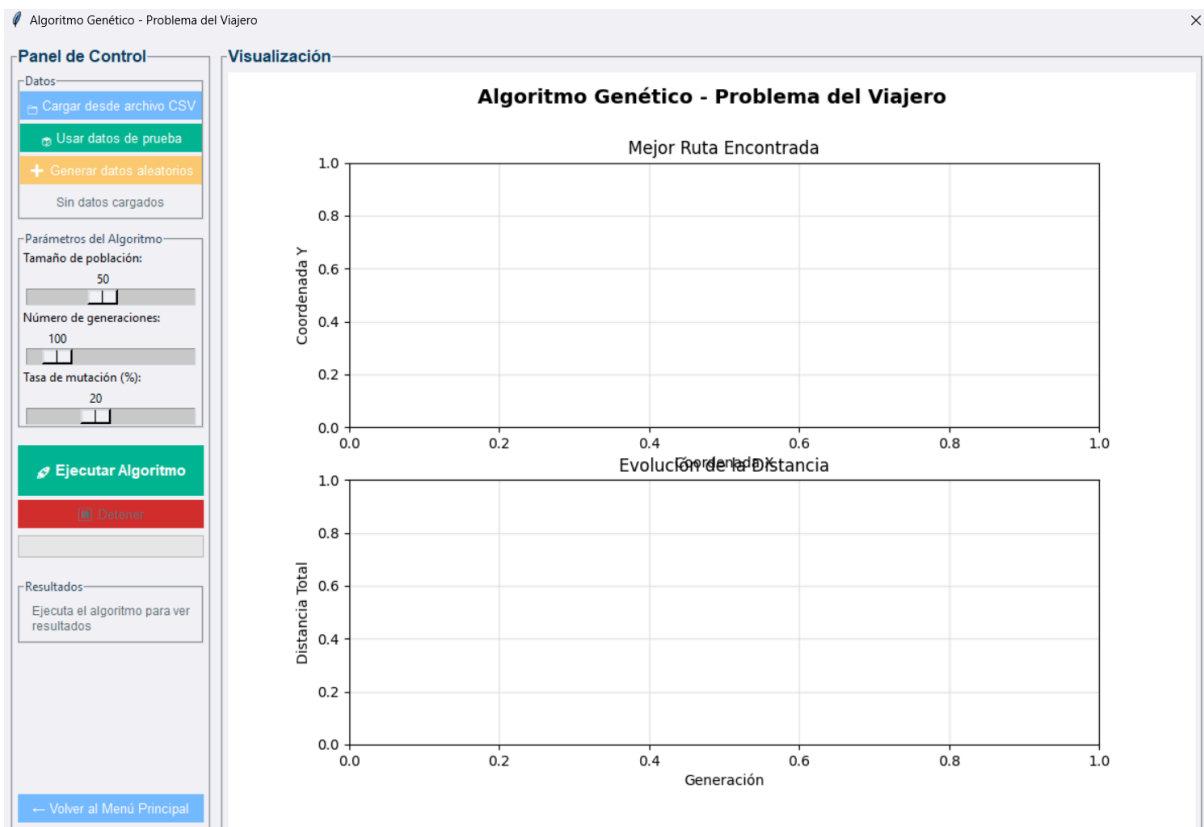 Algoritmo Genético - Problema del Viajero
Panel de Control
Datos
Cargar desde archivo CSV
Usar datos de prueba
Generar datos aleatorios
Sin datos cargados
Parámetros del Algoritmo
Tamaño de población:
50
Número de generaciones:
100
Tasa de mutación (%):
20
Ejecutar Algoritmo
Detener
Resultados
Ejecuta el algoritmo para ver
resultados
← Volver al Menú Principal
Visualización
Algoritmo Genético - Problema del Viajero
Mejor Ruta Encontrada
Coordenada Y
1.0
0.8
0.6
0.4
0.2
0.0
0.0 0.2 0.4 0.6 0.8 1.0
Coordenada X
Evolución de la Distancia
Distancia Total
1.0
0.8
0.6
0.4
0.2
0.0
0.0 0.2 0.4 0.6 0.8 1.0
Generación